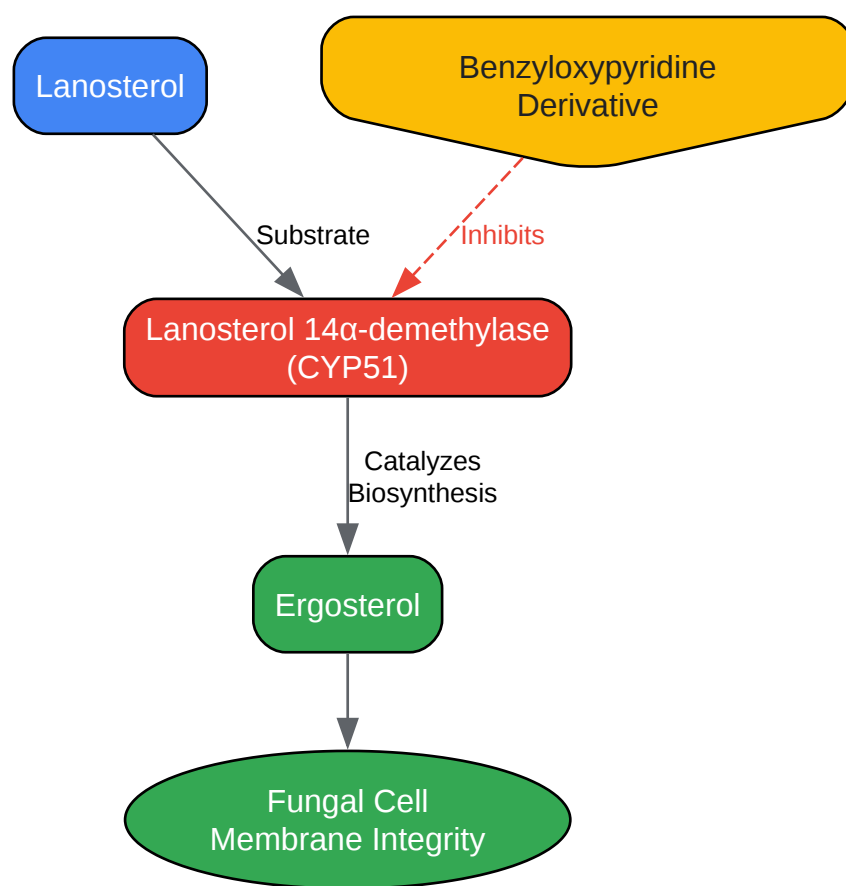 Lanosterol
Benzyloxypyridine
Derivative
Substrate
Inhibits
Lanosterol 14α-demethylase
(CYP51)
Catalyzes
Biosynthesis
Ergosterol
Fungal Cell
Membrane Integrity